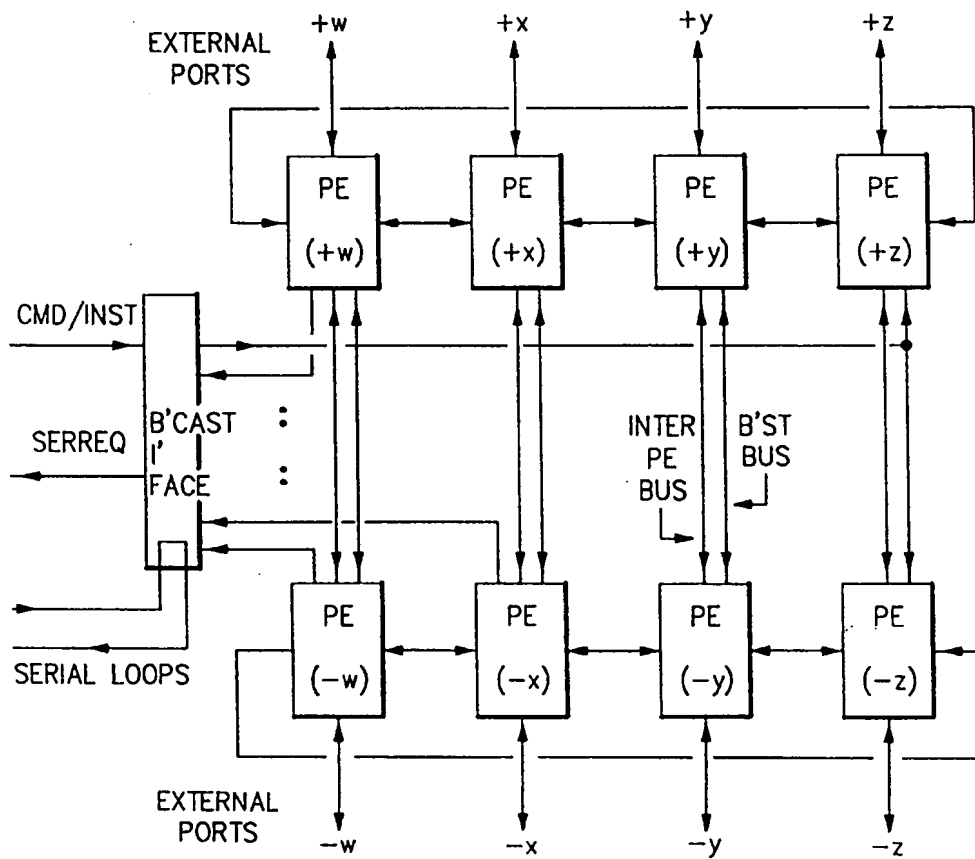 +w +x +y +z
EXTERNAL
PORTS
PE PE PE PE
(+w) (+x) (+y) (+z)
CMD/INST
B'CAST
I'
FACE
SERREQ
INTER
PE
BUS
B'ST
BUS
PE PE PE PE
(−w) (−x) (−y) (−z)
SERIAL LOOPS
EXTERNAL
PORTS
−w −x −y −z